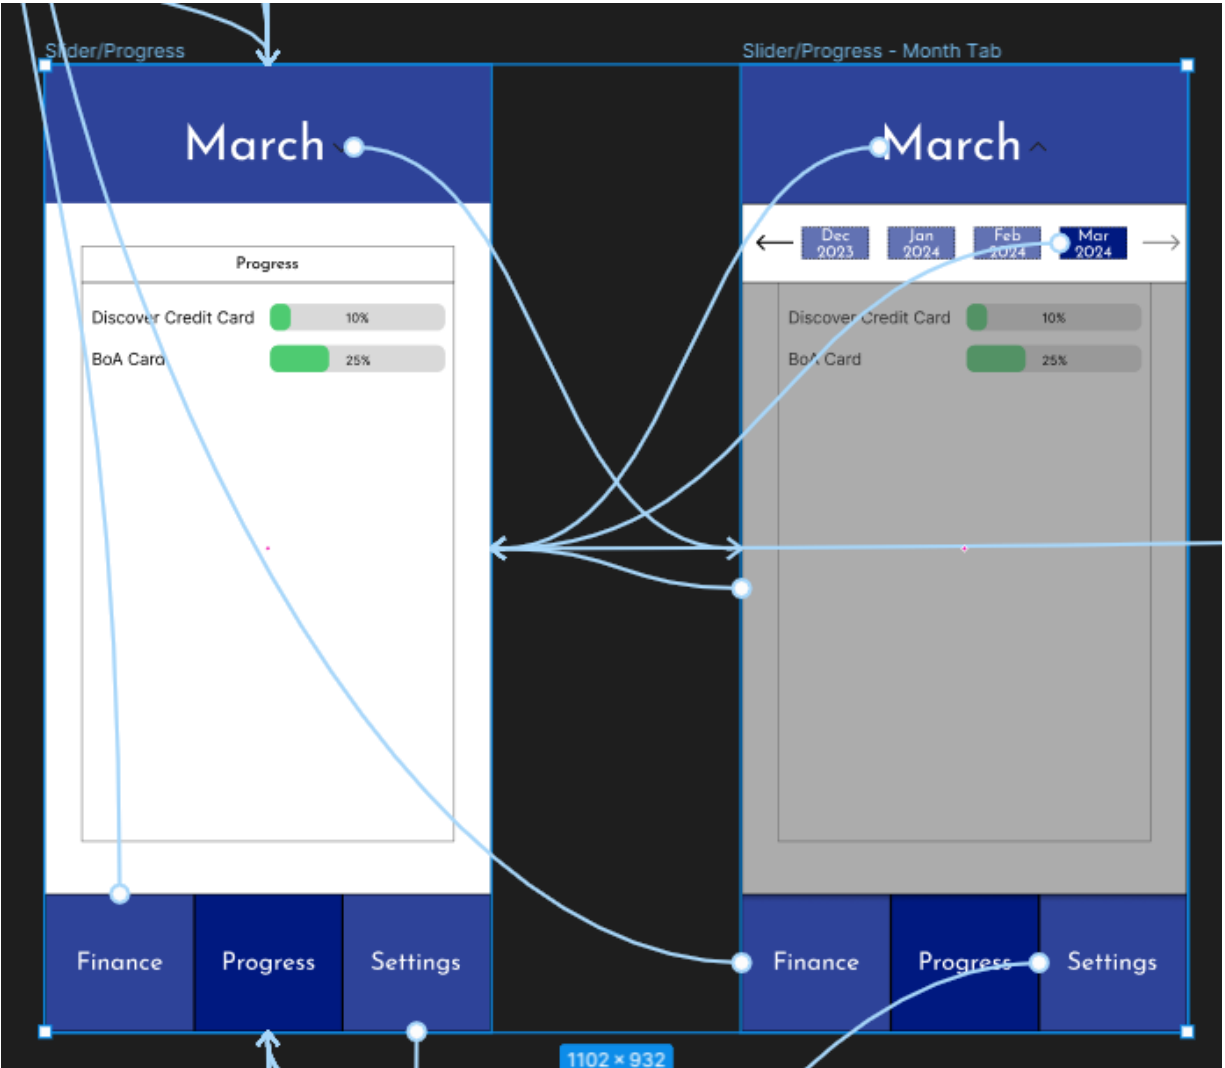 Slider/Progress
March
Progress
Discover Credit Card 10%
BoA Card 25%
Finance Progress Settings
Slider/Progress - Month Tab
March
Dec 2023
Jan 2024
Feb 2024
Mar 2024
Discover Credit Card 10%
BoA Card 25%
Finance Progress Settings
1102 × 932